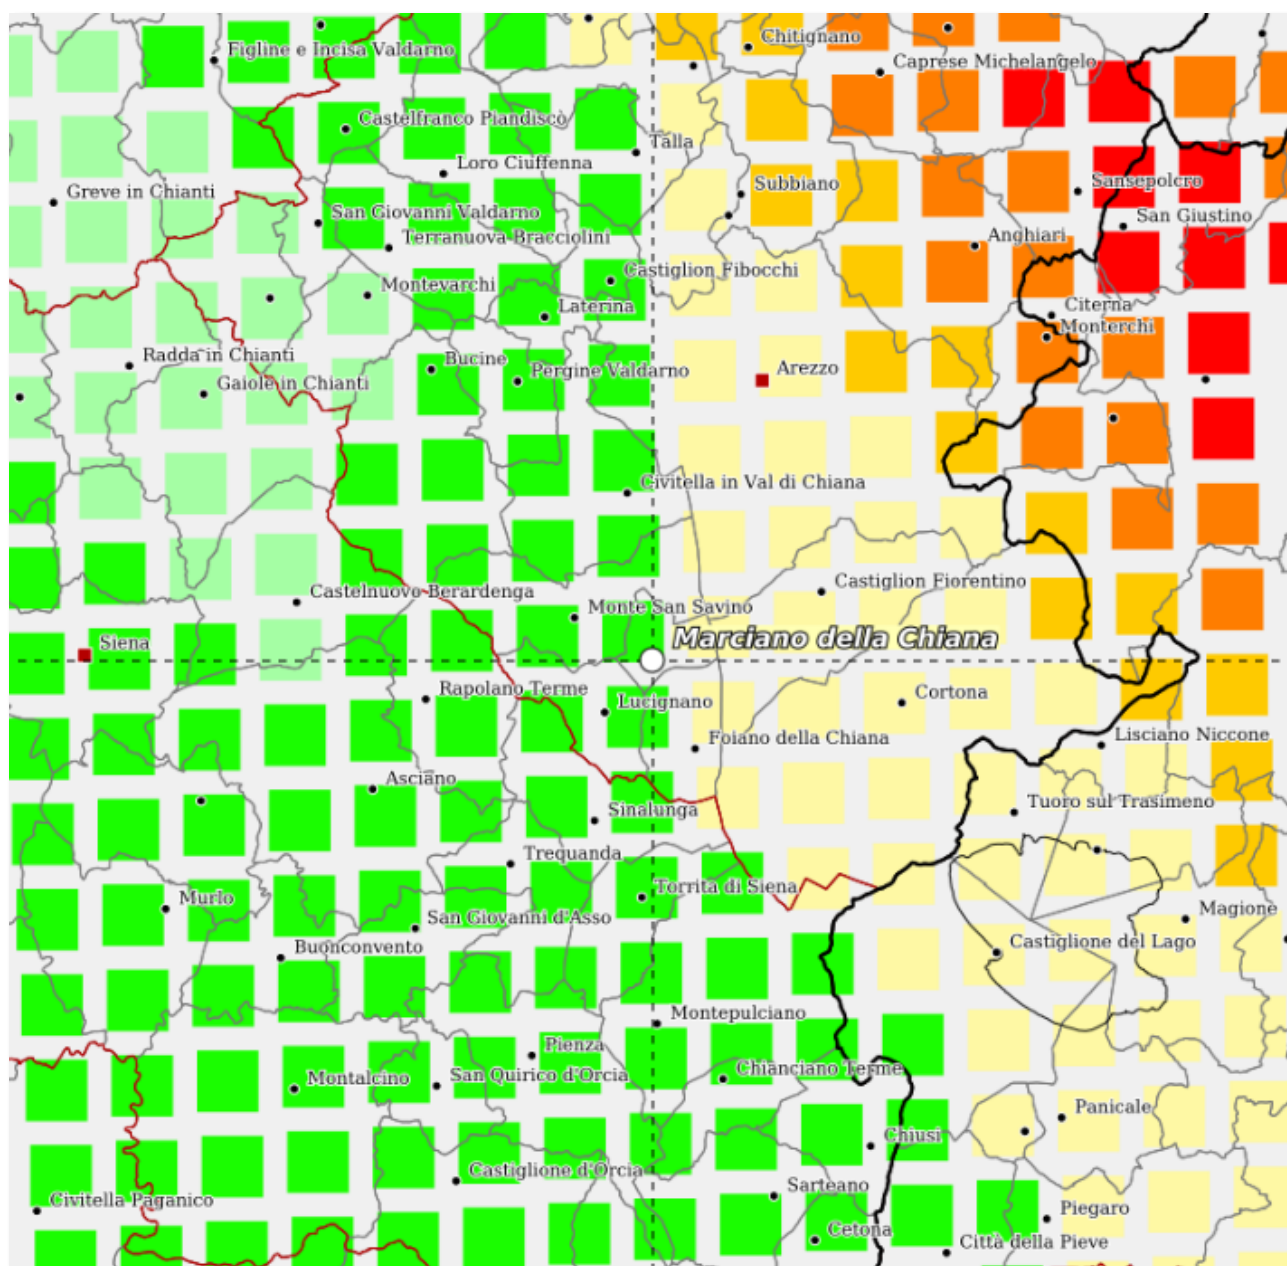 Chitignano
Figline e Incisa Valdarno
Caprese Michelangelo
Castelfranco Piandiscò
Talla
Loro Ciuffenna
Sansepolcro
Subbiano
Greve in Chianti
San Giovanni Valdarno
San Giustino
Anghiari
Terranuova Bracciolini
Castiglion Fibocchi
Montevarchi
Citerna
Laterina
Monterchi
Radda in Chianti
Bucine
Arezzo
Pergine Valdarno
Gaiole in Chianti
Civitella in Val di Chiana
Castiglion Fiorentino
Castelnuovo Berardenga
Monte San Savino
Marciano della Chiana
Siena
Rapolano Terme
Cortona
Lucignano
Lisciano Niccone
Foiano della Chiana
Asciano
Tuoro sul Trasimeno
Sinalunga
Trequanda
Torrita di Siena
Murlo
Magione
San Giovanni d'Asso
Castiglione del Lago
Buonconvento
Montepulciano
Pienza
Chianciano Terme
San Quirico d'Orcia
Montalcino
Panicale
Chiusi
Castiglione d'Orcia
Sarteano
Civitella Paganico
Piegaro
Cetona
Città della Pieve